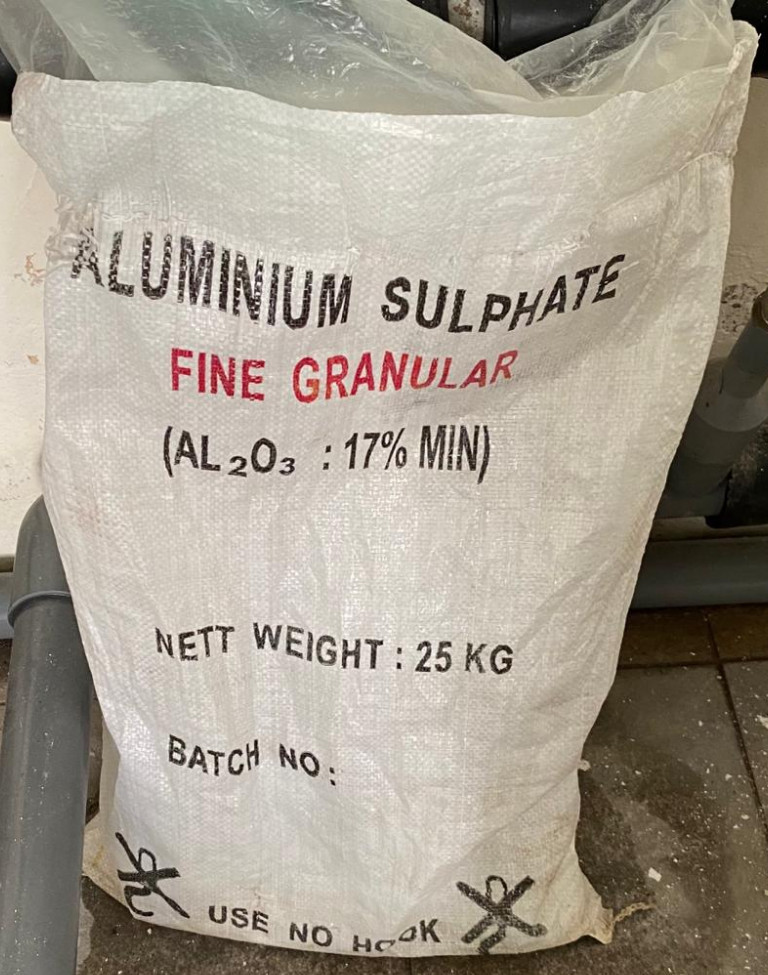 ALUMINIUM SULPHATE
FINE GRANULAR
(AL₂O₃ : 17% MIN)
NETT WEIGHT : 25 KG
BATCH NO :
USE NO HOOK